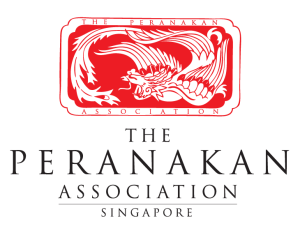 THE PERANAKAN
ASSOCIATION
THE
PERANAKAN
ASSOCIATION
SINGAPORE